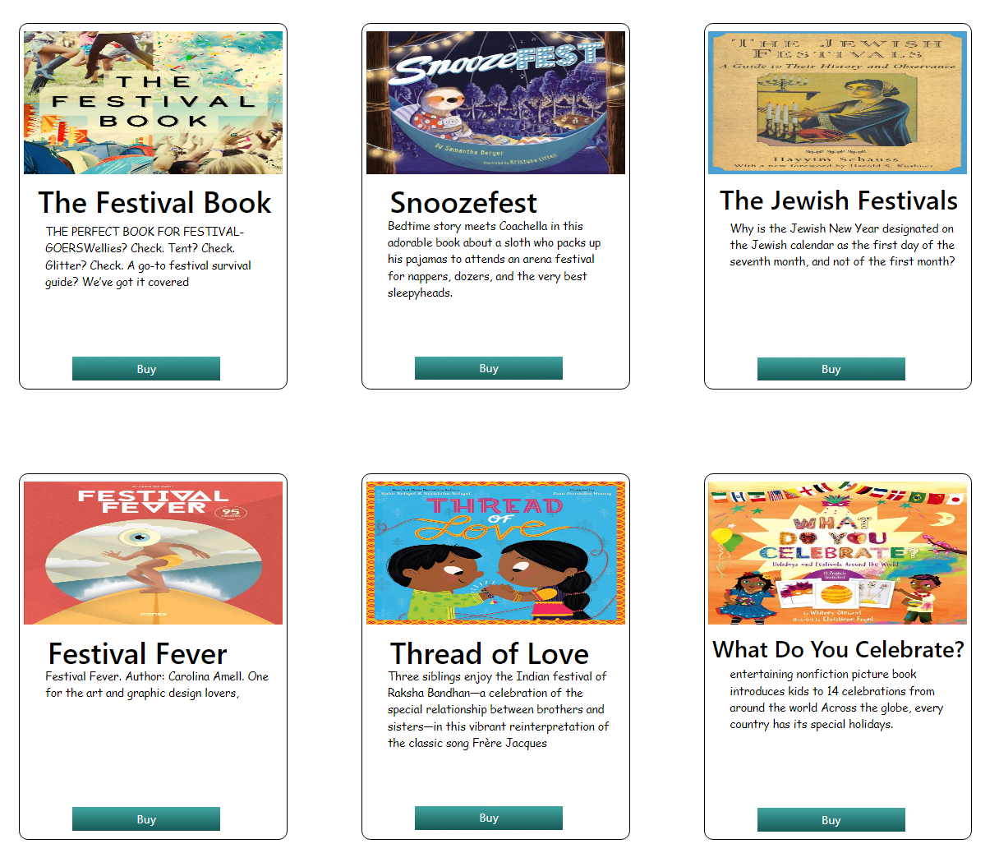 THE
FESTIVAL
BOOK
The Festival Book
THE PERFECT BOOK FOR FESTIVAL-
GOERSWellies? Check. Tent? Check.
Glitter? Check. A go-to festival survival
guide? We've got it covered
Buy
SnoozeFEST
by Samantha Berger
illustrated by Kristyna Litten
Snoozefest
Bedtime story meets Coachella in this
adorable book about a sloth who packs up
his pajamas to attends an arena festival
for nappers, dozers, and the very best
sleepyheads.
Buy
THE JEWISH
FESTIVALS
A Guide to Their History and Observance
Hayyim Schauss
With a new foreword by Harold S. Kushner
The Jewish Festivals
Why is the Jewish New Year designated on
the Jewish calendar as the first day of the
seventh month, and not of the first month?
Buy
FESTIVAL
FEVER
95
monsa
Festival Fever
Festival Fever. Author: Carolina Amell. One
for the art and graphic design lovers,
Buy
THREAD
OF
LOVE
Thread of Love
Three siblings enjoy the Indian festival of
Raksha Bandhan—a celebration of the
special relationship between brothers and
sisters—in this vibrant reinterpretation of
the classic song Frère Jacques
Buy
WHAT
DO YOU
CELEBRATE?
Holidays and Festivals Around the World
by Whitney Stewart
illustrated by Christiane Engel
What Do You Celebrate?
entertaining nonfiction picture book
introduces kids to 14 celebrations from
around the world Across the globe, every
country has its special holidays.
Buy